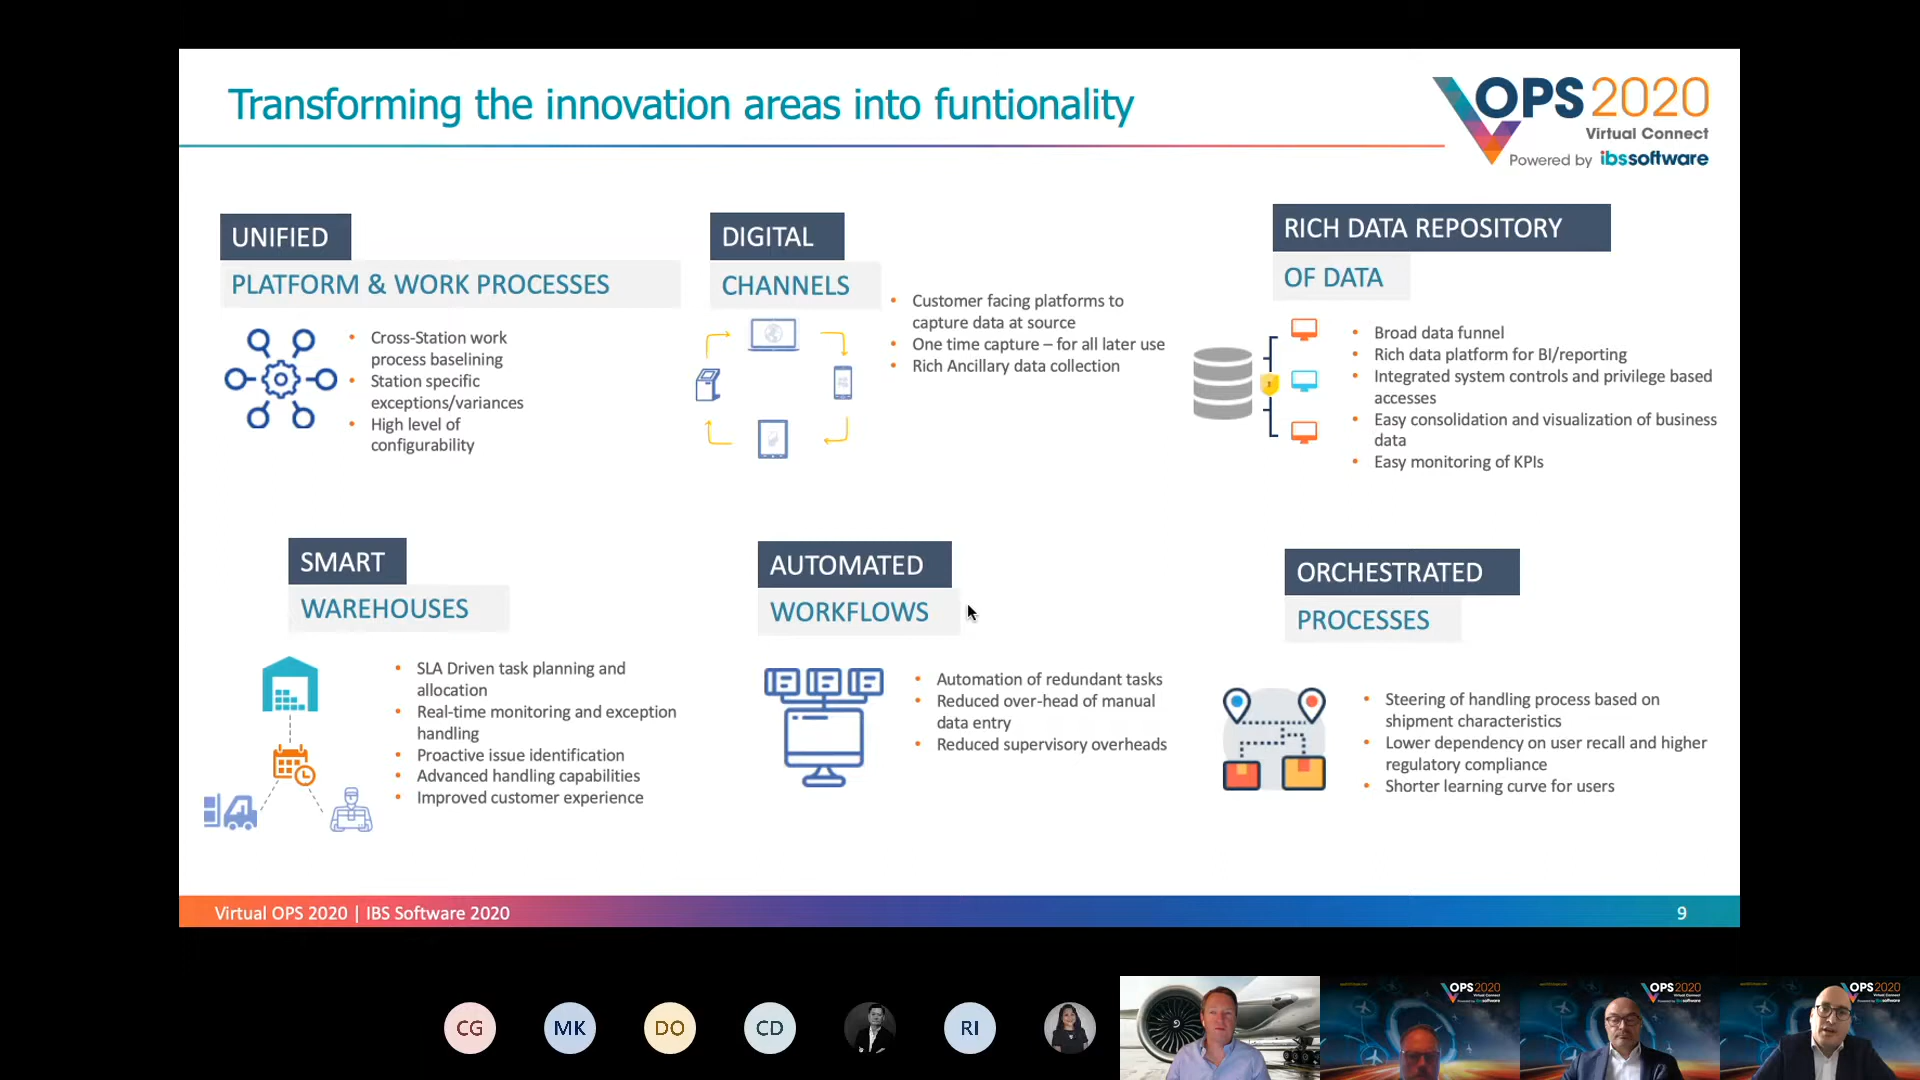 Transforming the innovation areas into funtionality
VOPS 2020
Virtual Connect
Powered by ibssoftware
UNIFIED
PLATFORM & WORK PROCESSES
• Cross-Station work
process baselining
• Station specific
exceptions/variances
• High level of
configurability
DIGITAL
CHANNELS
• Customer facing platforms to
capture data at source
• One time capture – for all later use
• Rich Ancillary data collection
RICH DATA REPOSITORY
OF DATA
• Broad data funnel
• Rich data platform for BI/reporting
• Integrated system controls and privilege based
accesses
• Easy consolidation and visualization of business
data
• Easy monitoring of KPIs
SMART
WAREHOUSES
• SLA Driven task planning and
allocation
• Real-time monitoring and exception
handling
• Proactive issue identification
• Advanced handling capabilities
• Improved customer experience
AUTOMATED
WORKFLOWS
• Automation of redundant tasks
• Reduced over-head of manual
data entry
• Reduced supervisory overheads
ORCHESTRATED
PROCESSES
• Steering of handling process based on
shipment characteristics
• Lower dependency on user recall and higher
regulatory compliance
• Shorter learning curve for users
Virtual OPS 2020 | IBS Software 2020
9
CG
MK
DO
CD
RI
VOPS 2020
VOPS 2020
VOPS 2020